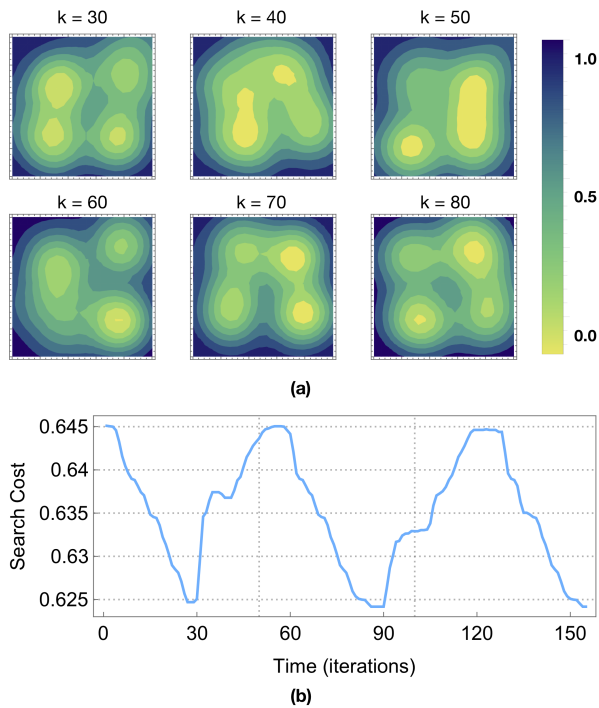 k = 30
k = 40
k = 50
1.0
0.5
0.0
k = 60
k = 70
k = 80
(a)
0.645
0.64
0.635
0.63
0.625
Search Cost
0
30
60
90
120
150
Time (iterations)
(b)